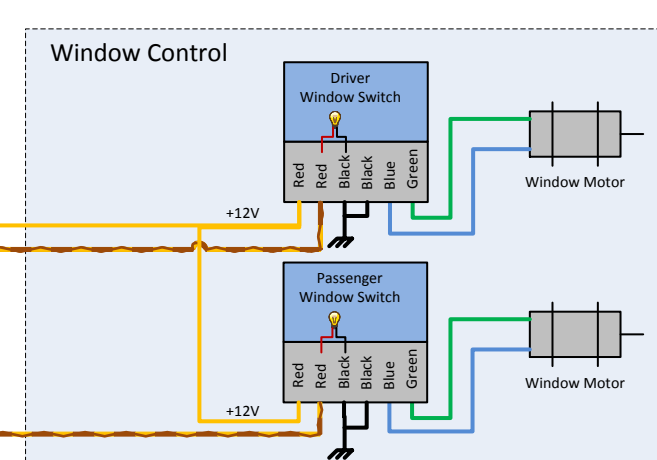 Window Control
Driver
Window Switch
Red
Red
Black
Black
Blue
Green
Window Motor
+12V
Passenger
Window Switch
Red
Red
Black
Black
Blue
Green
Window Motor
+12V